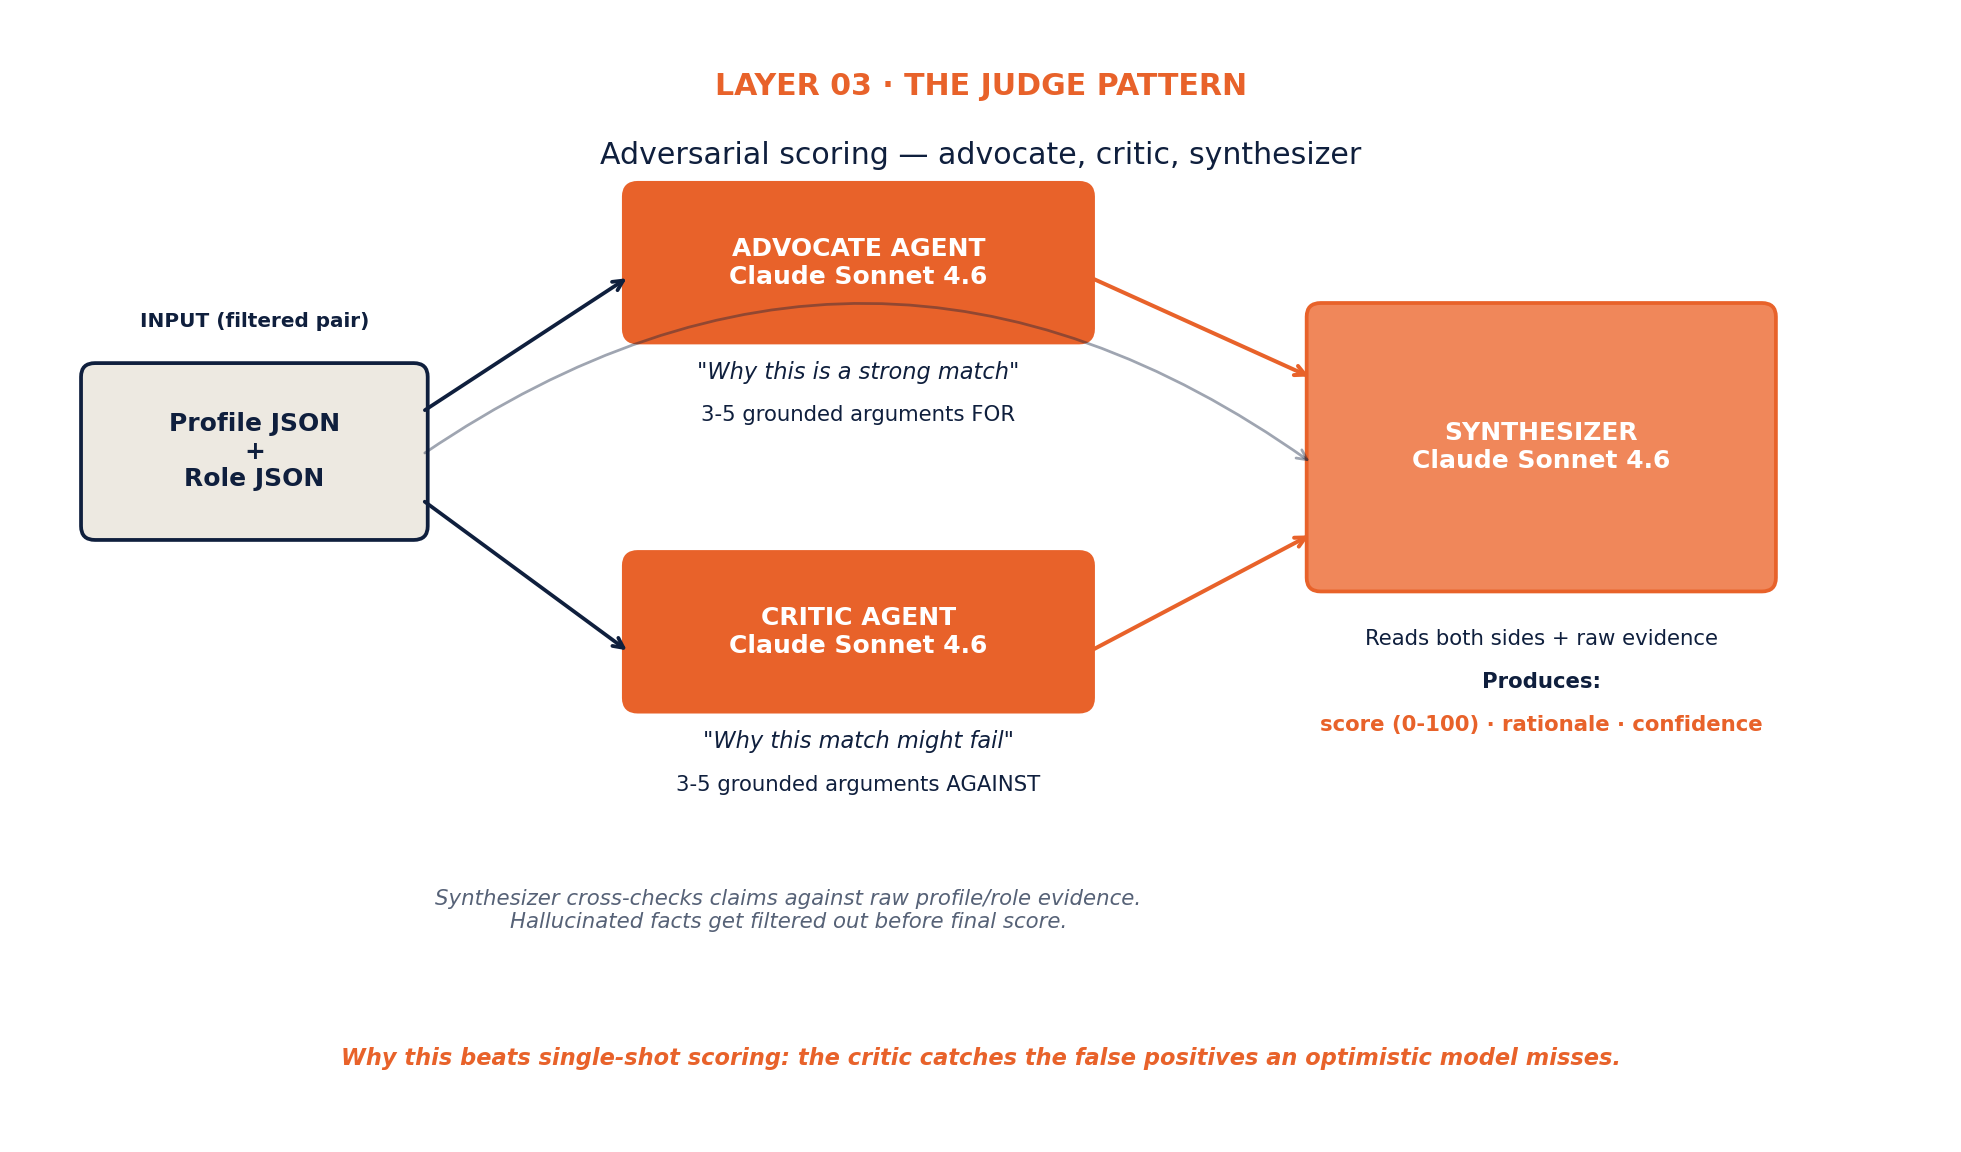 LAYER 03 · THE JUDGE PATTERN
Adversarial scoring — advocate, critic, synthesizer
INPUT (filtered pair)
Profile JSON
+
Role JSON
ADVOCATE AGENT
Claude Sonnet 4.6
"Why this is a strong match"
3-5 grounded arguments FOR
CRITIC AGENT
Claude Sonnet 4.6
"Why this match might fail"
3-5 grounded arguments AGAINST
SYNTHESIZER
Claude Sonnet 4.6
Reads both sides + raw evidence
Produces:
score (0-100) · rationale · confidence
Synthesizer cross-checks claims against raw profile/role evidence.
Hallucinated facts get filtered out before final score.
Why this beats single-shot scoring: the critic catches the false positives an optimistic model misses.